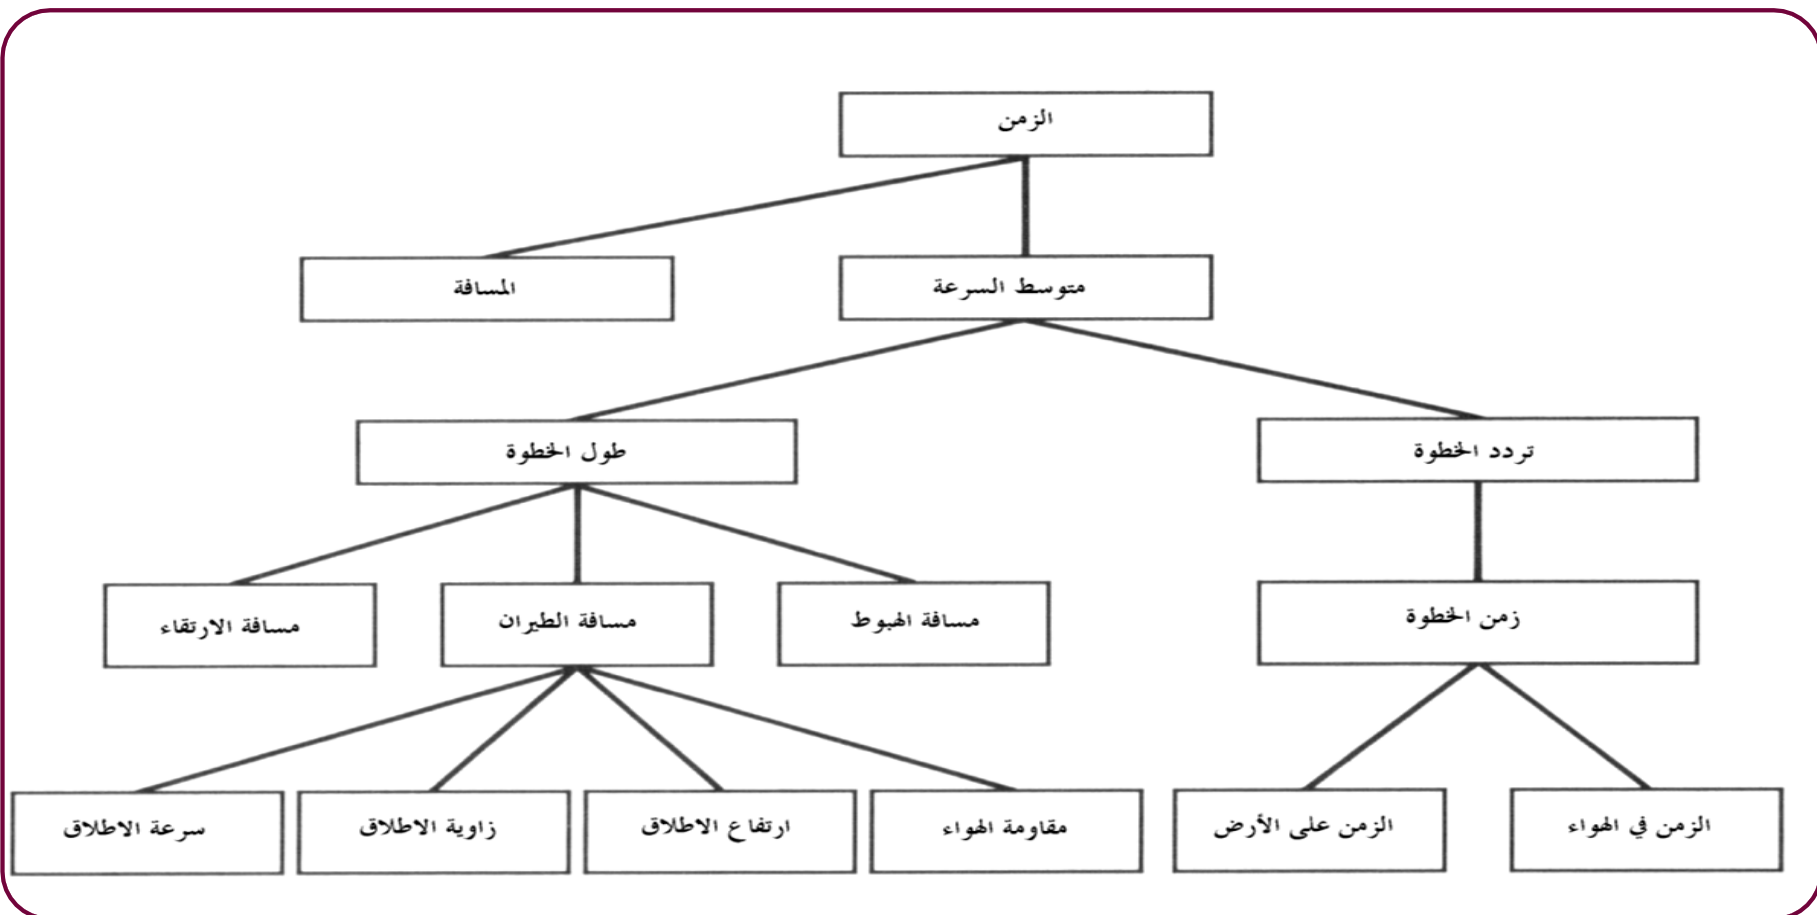 الزمن
متوسط السرعة
المسافة
تردد الخطوة
طول الخطوة
زمن الخطوة
مسافة الهبوط
مسافة الطيران
مسافة الارتقاء
الزمن في الهواء
الزمن على الأرض
مقاومة الهواء
ارتفاع الاطلاق
زاوية الاطلاق
سرعة الاطلاق